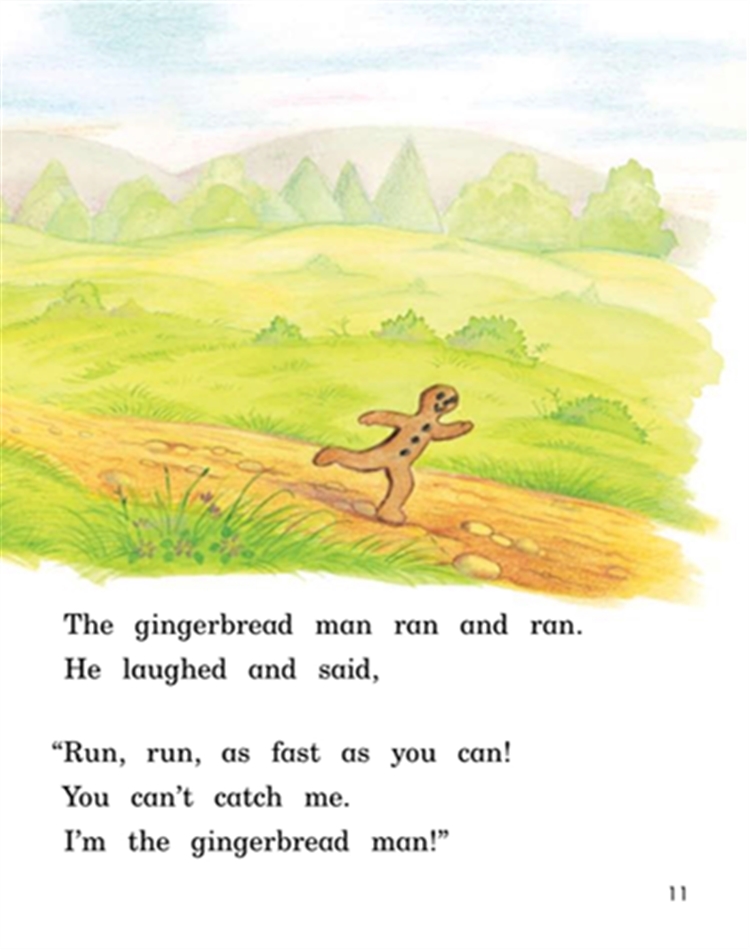 The gingerbread man ran and ran.
He laughed and said,
“Run, run, as fast as you can!
You can’t catch me.
I’m the gingerbread man!”
11